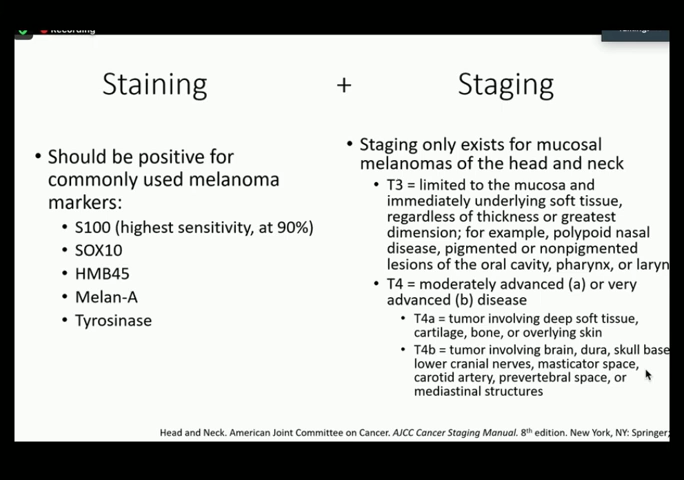 Recording
Staining + Staging
• Should be positive for
commonly used melanoma
markers:
• S100 (highest sensitivity, at 90%)
• SOX10
• HMB45
• Melan-A
• Tyrosinase
• Staging only exists for mucosal
melanomas of the head and neck
• T3 = limited to the mucosa and
immediately underlying soft tissue,
regardless of thickness or greatest
dimension; for example, polypoid nasal
disease, pigmented or nonpigmented
lesions of the oral cavity, pharynx, or laryn
• T4 = moderately advanced (a) or very
advanced (b) disease
• T4a = tumor involving deep soft tissue,
cartilage, bone, or overlying skin
• T4b = tumor involving brain, dura, skull base
lower cranial nerves, masticator space,
carotid artery, prevertebral space, or
mediastinal structures
Head and Neck. American Joint Committee on Cancer. AJCC Cancer Staging Manual. 8th edition. New York, NY: Springer;